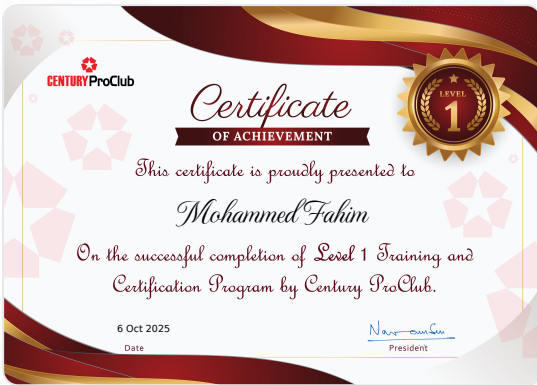 CENTURY ProClub
LEVEL
1
Certificate
OF ACHIEVEMENT
This certificate is proudly presented to
Mohammed Fahim
On the successful completion of Level 1 Training and
Certification Program by Century ProClub.
6 Oct 2025
Date
President